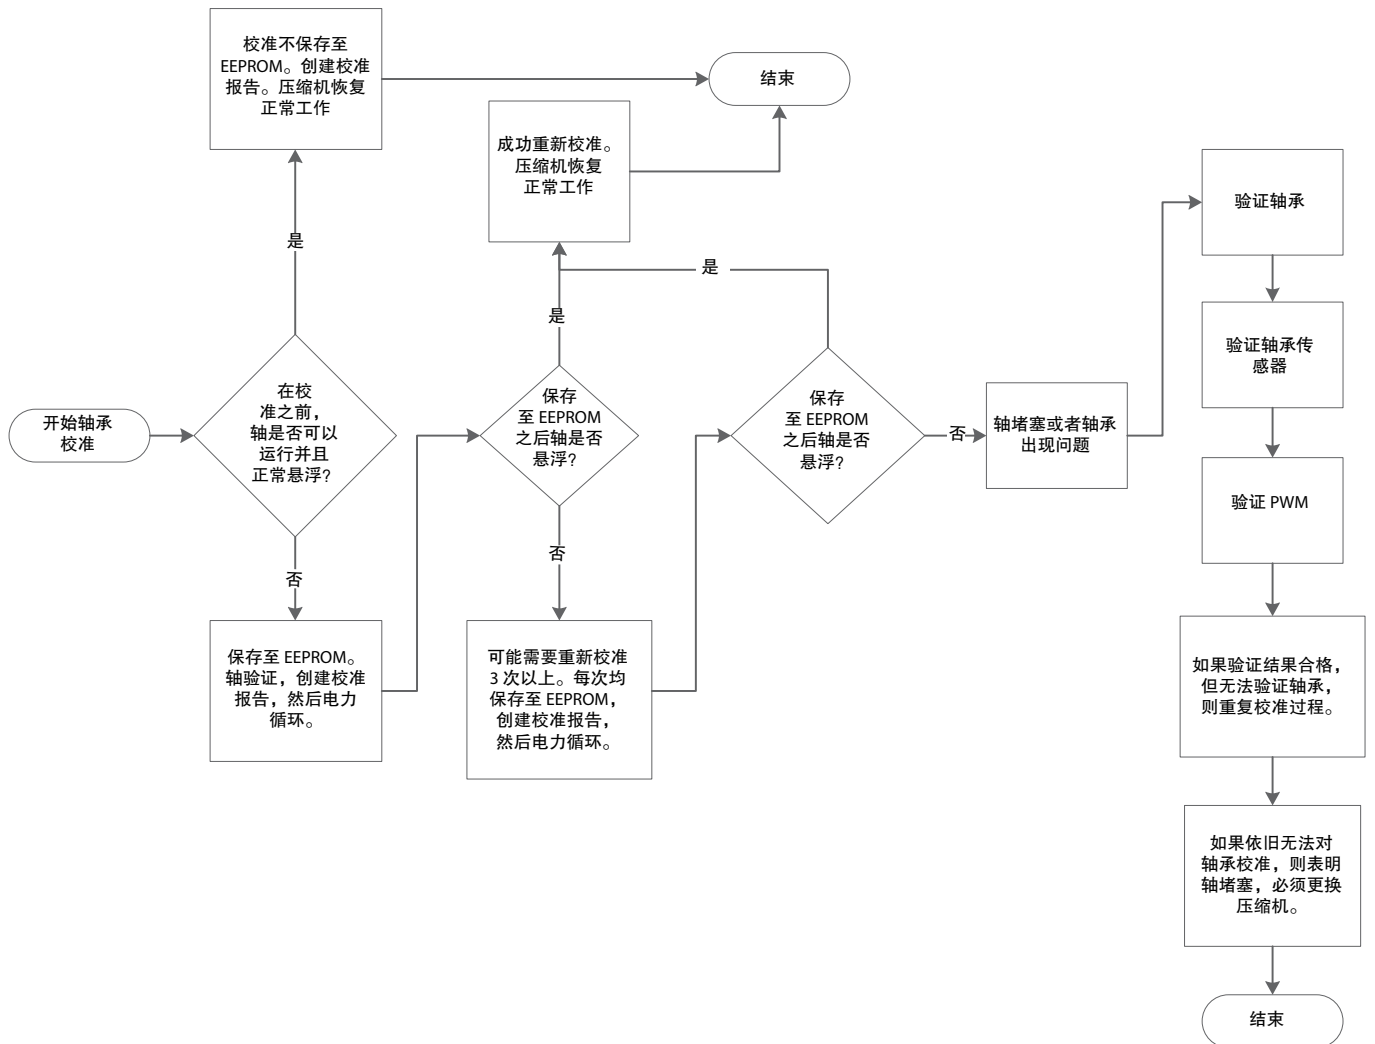 校准不保存至
EEPROM。创建校准
报告。压缩机恢复
正常工作
结束
成功重新校准。
压缩机恢复
正常工作
是
是
是
开始轴承
校准
在校
准之前，
轴是否可以
运行并且
正常悬浮？
保存
至 EEPROM
之后轴是否
悬浮？
保存
至 EEPROM
之后轴是否
悬浮？
否
轴堵塞或者轴承
出现问题
否
否
保存至 EEPROM。
轴验证，创建校准
报告，然后电力
循环。
可能需要重新校准
3 次以上。每次均
保存至 EEPROM，
创建校准报告，
然后电力循环。
验证轴承
验证轴承传
感器
验证 PWM
如果验证结果合格，
但无法验证轴承，
则重复校准过程。
如果依旧无法对
轴承校准，则表明
轴堵塞，必须更换
压缩机。
结束